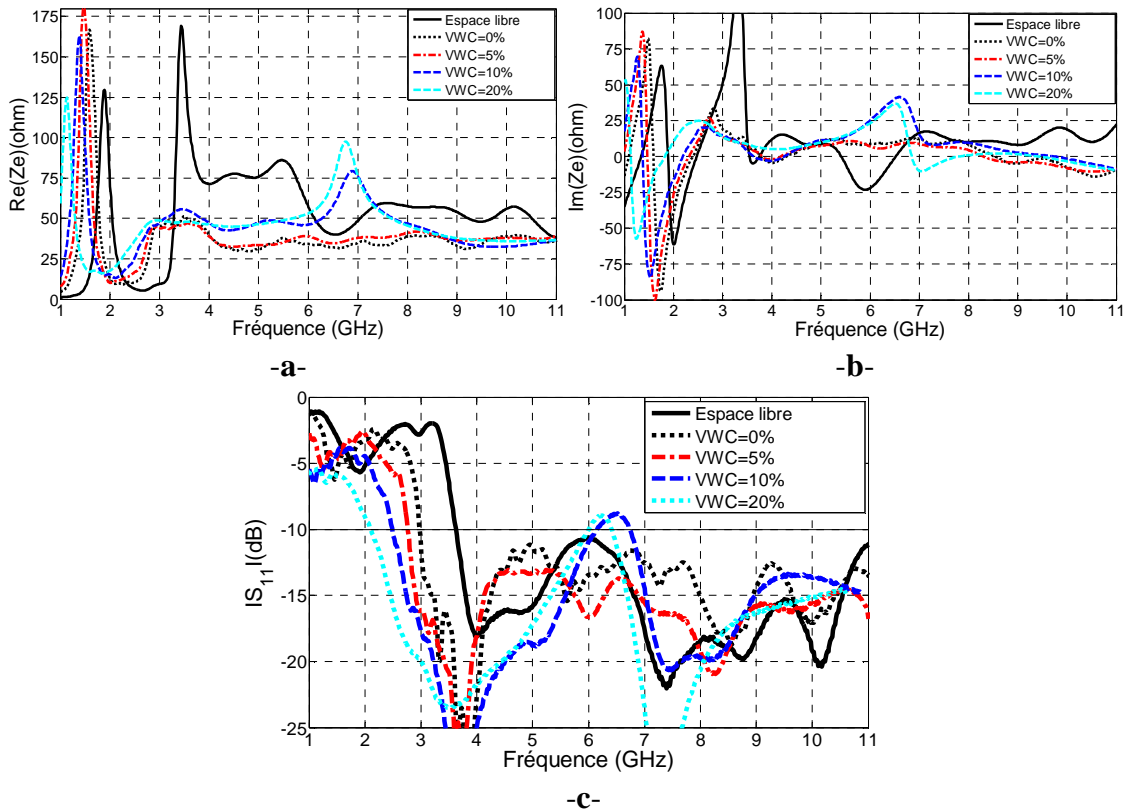 175
150
125
100
75
50
25
0
Re(Ze)(ohm)
Espace libre
VWC=0%
VWC=5%
VWC=10%
VWC=20%
1 2 3 4 5 6 7 8 9 10 11
Fréquence (GHz)
-a-
100
75
50
25
0
-25
-50
-75
-100
Im(Ze)(ohm)
Espace libre
VWC=0%
VWC=5%
VWC=10%
VWC=20%
1 2 3 4 5 6 7 8 9 10 11
Fréquence (GHz)
-b-
0
-5
-10
-15
-20
-25
IS11I(dB)
Espace libre
VWC=0%
VWC=5%
VWC=10%
VWC=20%
1 2 3 4 5 6 7 8 9 10 11
Fréquence (GHz)
-c-